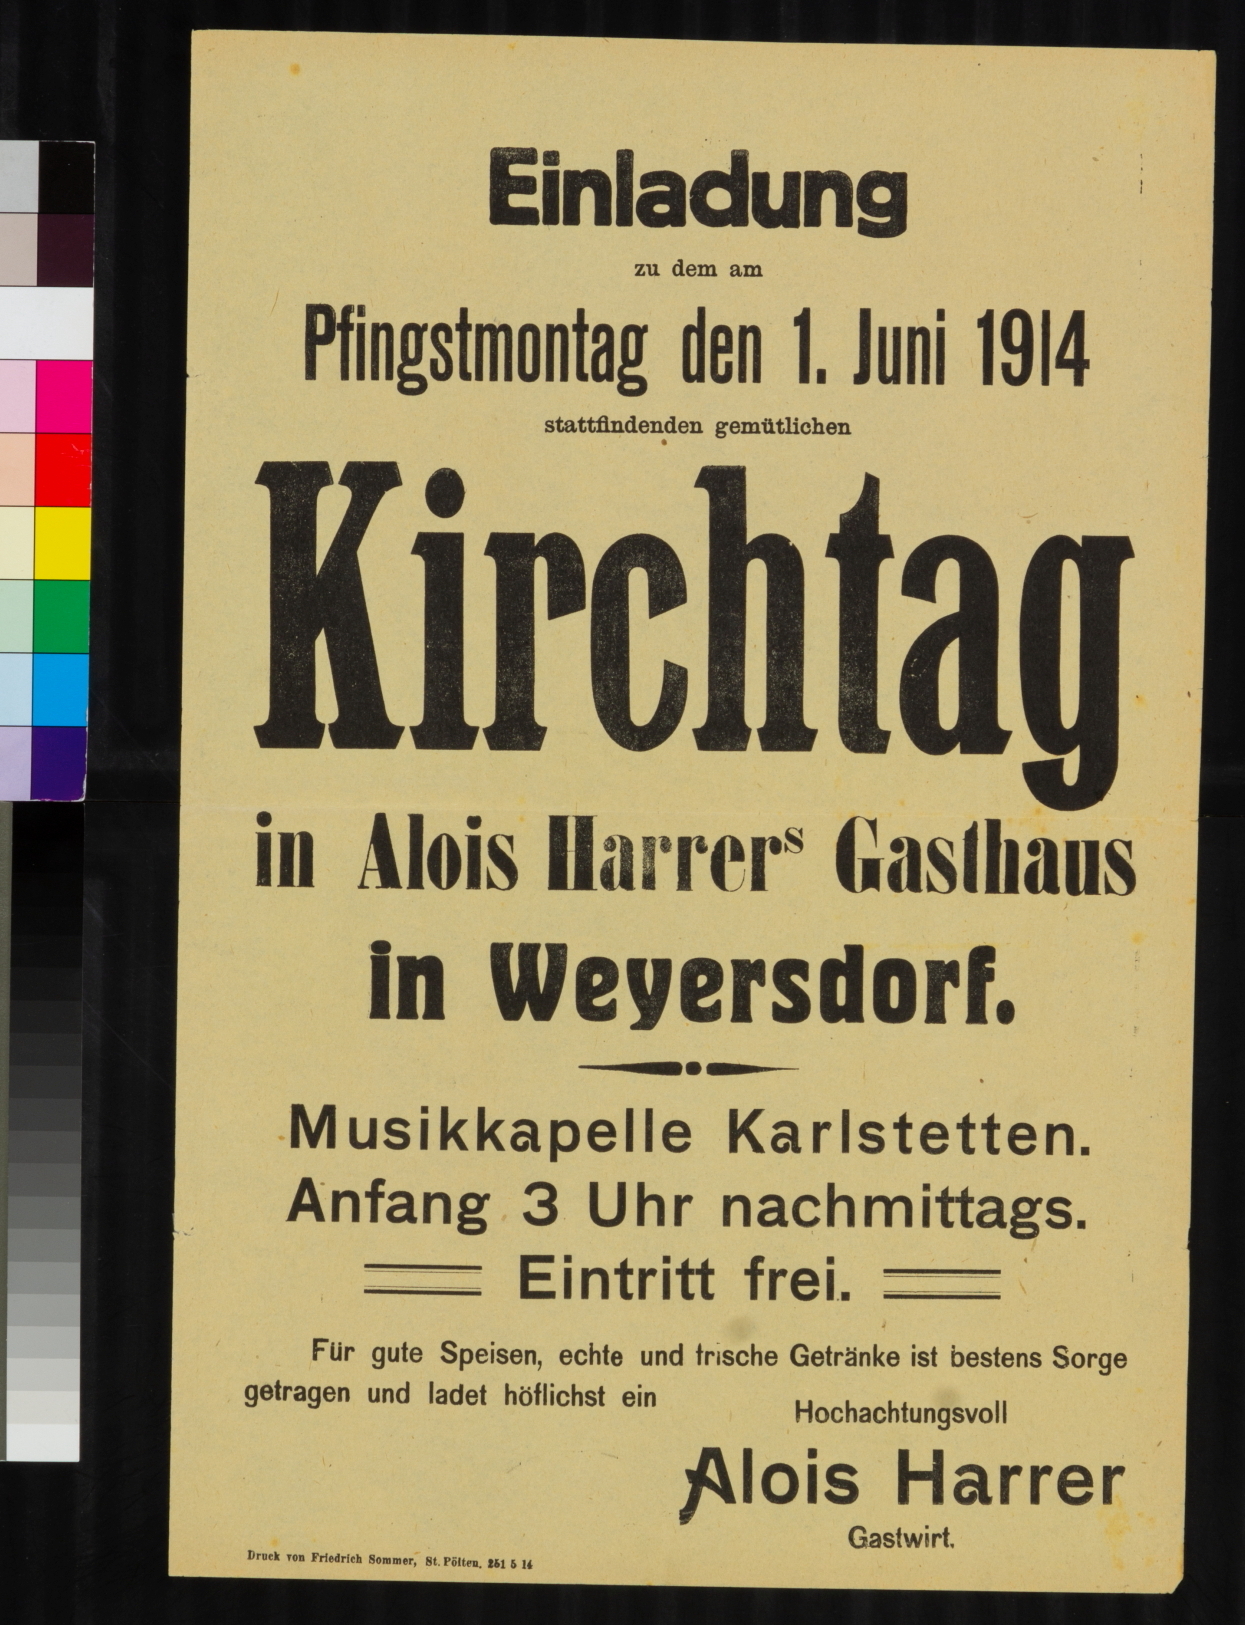 Einladung
zu dem am
Pfingstmontag den 1. Juni 1914
stattfindenden gemütlichen
Kirchtag
in Alois Harrers Gasthaus
in Weyersdorf.
Musikkapelle Karlstetten.
Anfang 3 Uhr nachmittags.
Eintritt frei.
Für gute Speisen, echte und frische Getränke ist bestens Sorge
getragen und ladet höflichst ein
Hochachtungsvoll
Alois Harrer
Gastwirt.
Druck von Friedrich Sommer, St. Pölten. 251 5 14